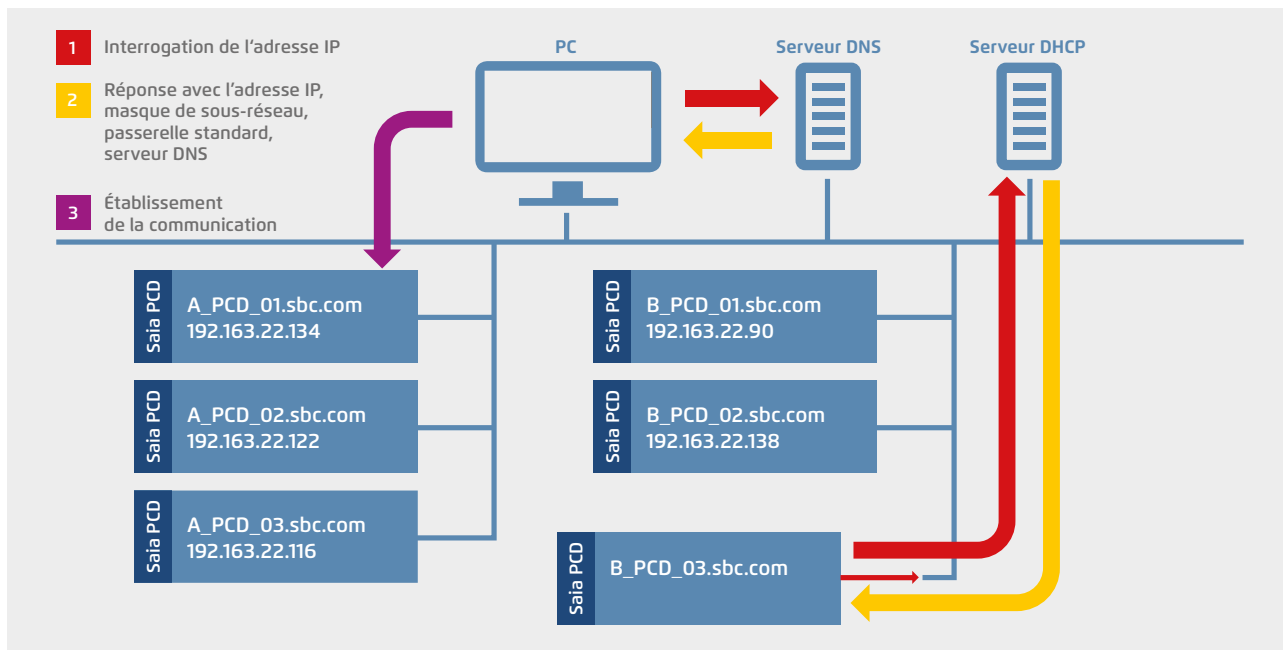 1 Interrogation de l'adresse IP
2 Réponse avec l'adresse IP,
masque de sous-réseau,
passerelle standard,
serveur DNS
3 Établissement
de la communication
PC
Serveur DNS
Serveur DHCP
Saia PCD
A_PCD_01.sbc.com
192.163.22.134
Saia PCD
A_PCD_02.sbc.com
192.163.22.122
Saia PCD
A_PCD_03.sbc.com
192.163.22.116
Saia PCD
B_PCD_01.sbc.com
192.163.22.90
Saia PCD
B_PCD_02.sbc.com
192.163.22.138
Saia PCD
B_PCD_03.sbc.com